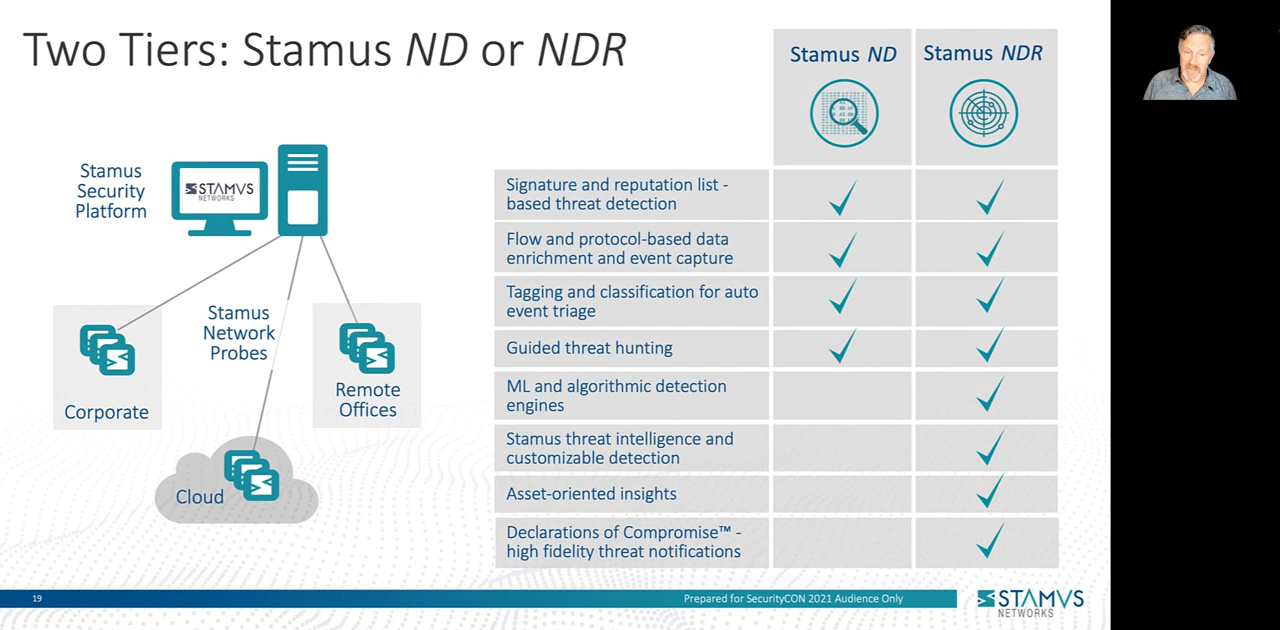 Two Tiers: Stamus ND or NDR
Stamus ND
Stamus NDR
Stamus
Security
Platform
STAMVS
NETWORKS
Stamus
Network
Probes
Corporate
Remote
Offices
Cloud
Signature and reputation list -
based threat detection
Flow and protocol-based data
enrichment and event capture
Tagging and classification for auto
event triage
Guided threat hunting
ML and algorithmic detection
engines
Stamus threat intelligence and
customizable detection
Asset-oriented insights
Declarations of Compromise™ -
high fidelity threat notifications
19
Prepared for SecurityCON 2021 Audience Only
STAMVS
NETWORKS